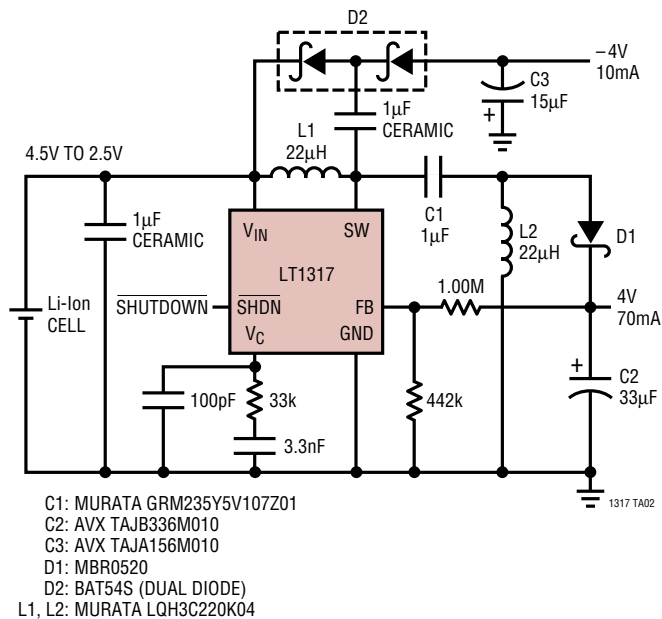 D2
–4V
10mA
C3
15µF
+
1µF
CERAMIC
4.5V TO 2.5V
L1
22µH
C1
1µF
L2
22µH
D1
1µF
CERAMIC
VIN
SW
LT1317
SHUTDOWN
SHDN
FB
VC
GND
1.00M
4V
70mA
Li-Ion
CELL
+
C2
33µF
100pF
33k
442k
3.3nF
1317 TA02
C1: MURATA GRM235Y5V107Z01
C2: AVX TAJB336M010
C3: AVX TAJA156M010
D1: MBR0520
D2: BAT54S (DUAL DIODE)
L1, L2: MURATA LQH3C220K04